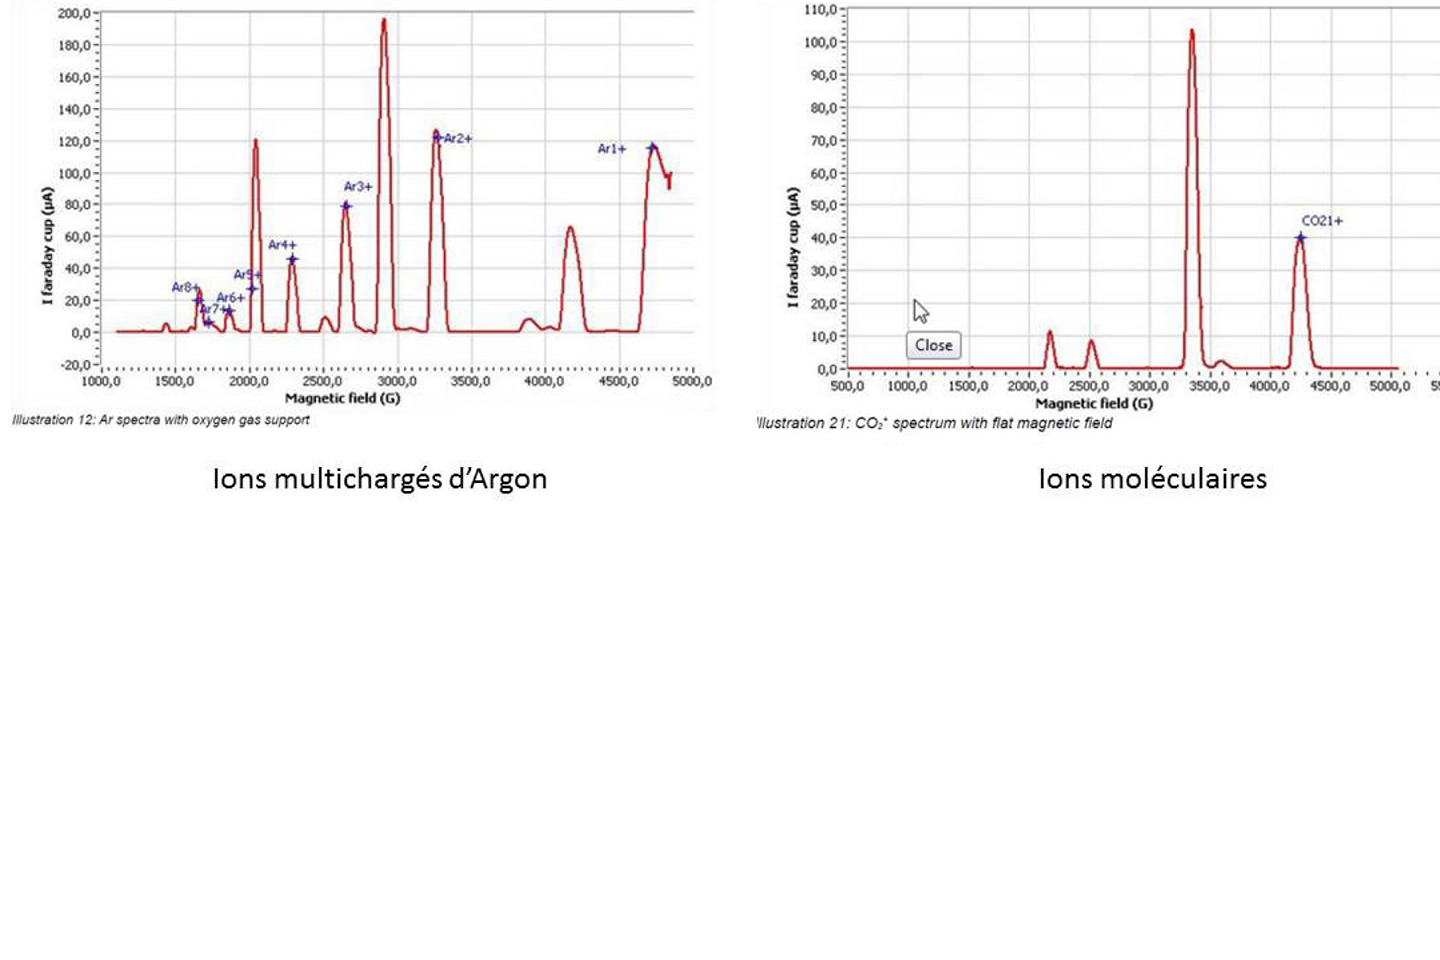 200,0
180,0
160,0
140,0
120,0
100,0
80,0
60,0
40,0
20,0
0,0
-20,0
I faraday cup (µA)
Ar8+
Ar7+
Ar6+
Ar5+
Ar4+
Ar3+
Ar2+
Ar1+
1000,0 1500,0 2000,0 2500,0 3000,0 3500,0 4000,0 4500,0 5000,0
Magnetic field (G)
Illustration 12: Ar spectra with oxygen gas support
Ions multichargés d’Argon
110,0
100,0
90,0
80,0
70,0
60,0
50,0
40,0
30,0
20,0
10,0
0,0
I faraday cup (µA)
CO21+
Close
500,0 1000,0 1500,0 2000,0 2500,0 3000,0 3500,0 4000,0 4500,0 5000,0
Magnetic field (G)
Illustration 21: CO₂⁺ spectrum with flat magnetic field
Ions moléculaires